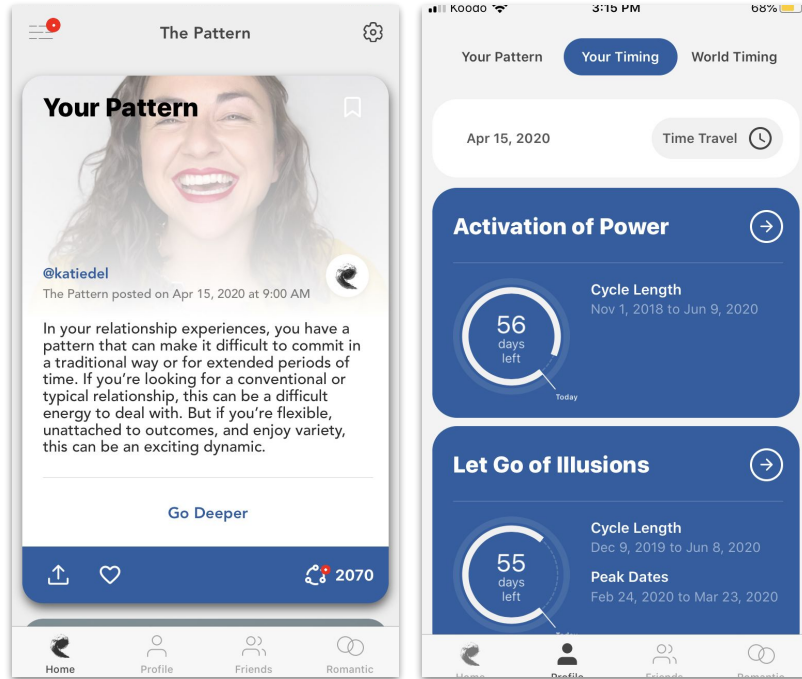 The Pattern
Your Pattern
@katiedel
The Pattern posted on Apr 15, 2020 at 9:00 AM
In your relationship experiences, you have a
pattern that can make it difficult to commit in
a traditional way or for extended periods of
time. If you're looking for a conventional or
typical relationship, this can be a difficult
energy to deal with. But if you're flexible,
unattached to outcomes, and enjoy variety,
this can be an exciting dynamic.
Go Deeper
2070
Home
Profile
Friends
Romantic
Koodo
3:15 PM
68%
Your Pattern
Your Timing
World Timing
Apr 15, 2020
Time Travel
Activation of Power
56
days
left
Today
Cycle Length
Nov 1, 2018 to Jun 9, 2020
Let Go of Illusions
55
days
left
Today
Cycle Length
Dec 9, 2019 to Jun 8, 2020
Peak Dates
Feb 24, 2020 to Mar 23, 2020
Home
Profile
Friends
Romantic